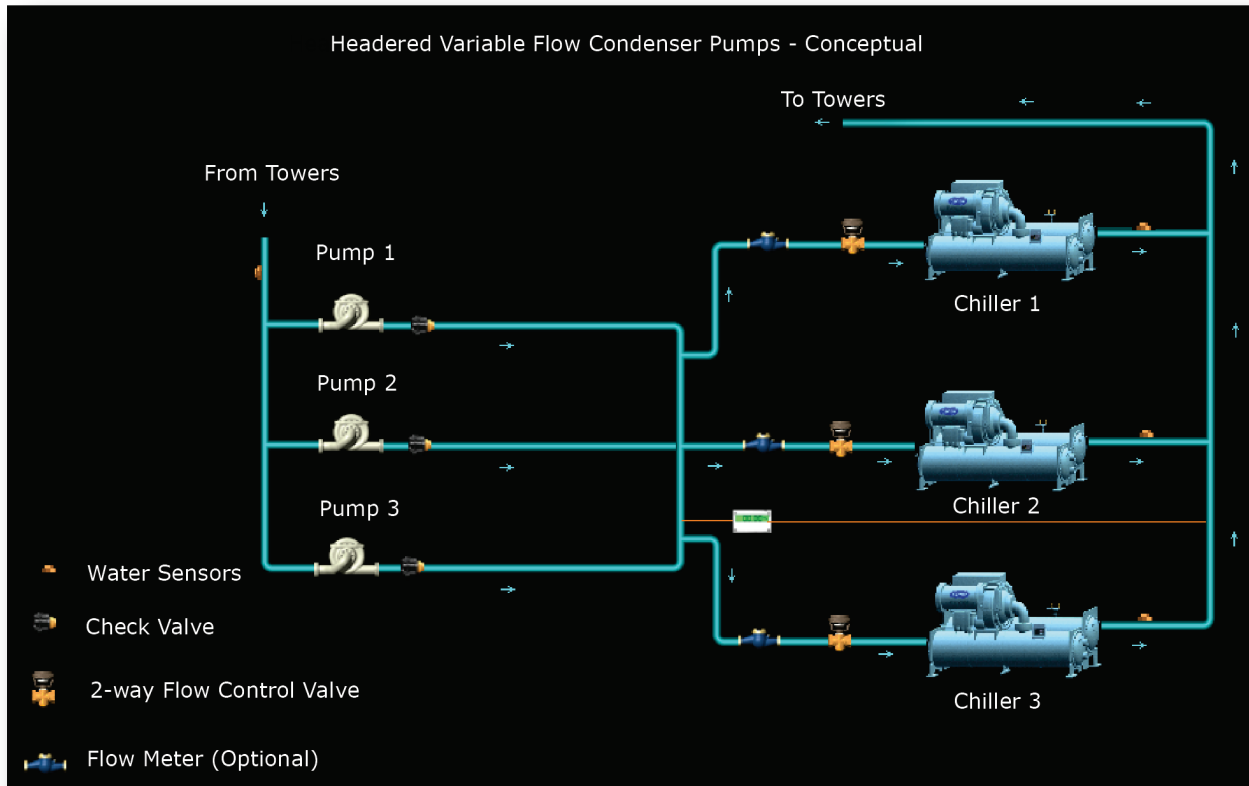 Headered Variable Flow Condenser Pumps - Conceptual
To Towers
From Towers
Pump 1
Chiller 1
Pump 2
Chiller 2
Pump 3
Water Sensors
Check Valve
2-way Flow Control Valve
Chiller 3
Flow Meter (Optional)